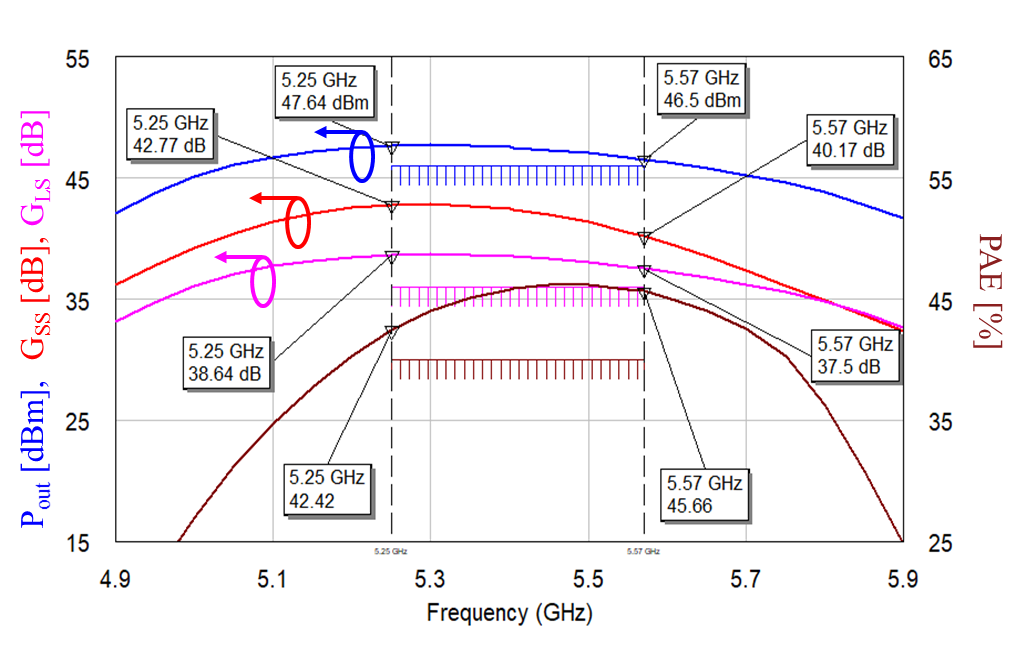 55
65
5.25 GHz
47.64 dBm
5.57 GHz
46.5 dBm
5.25 GHz
42.77 dB
5.57 GHz
40.17 dB
45
55
P_out [dBm], G_SS [dB], G_LS [dB]
PAE [%]
35
45
5.25 GHz
38.64 dB
5.57 GHz
37.5 dB
25
35
5.25 GHz
42.42
5.57 GHz
45.66
15
25
5.25 GHz
5.57 GHz
4.9
5.1
5.3
5.5
5.7
5.9
Frequency (GHz)